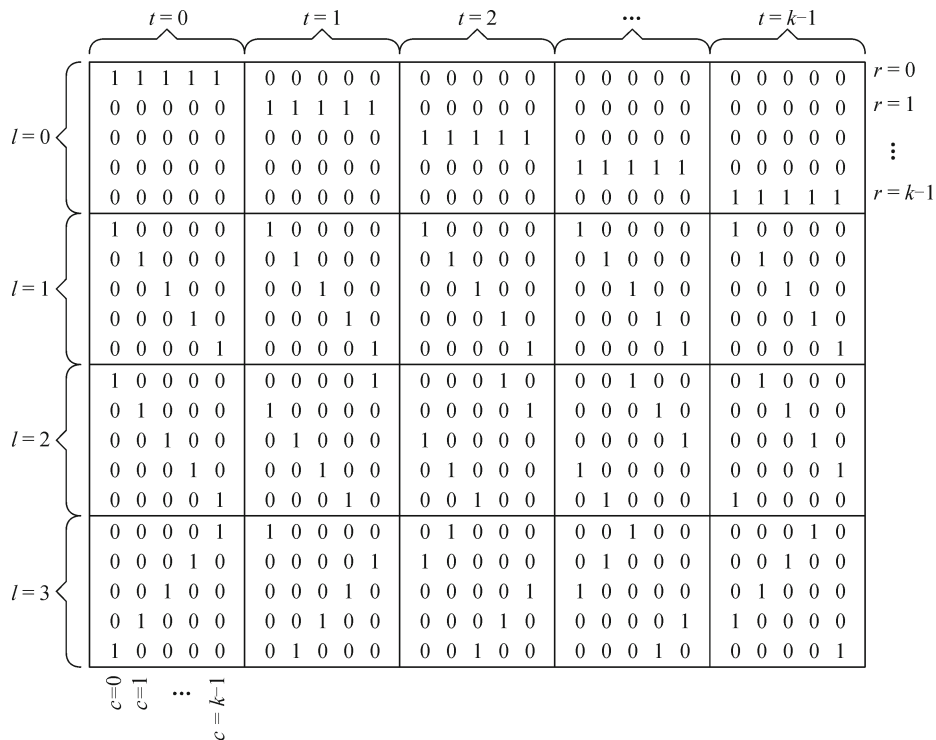 t = 0 t = 1 t = 2 ... t = k–1
1 1 1 1 1 0 0 0 0 0 0 0 0 0 0 0 0 0 0 0 0 0 0 0 0 r = 0
0 0 0 0 0 1 1 1 1 1 0 0 0 0 0 0 0 0 0 0 0 0 0 0 0 r = 1
l = 0 0 0 0 0 0 0 0 0 0 0 1 1 1 1 1 0 0 0 0 0 0 0 0 0 0 ⋮
0 0 0 0 0 0 0 0 0 0 0 0 0 0 0 1 1 1 1 1 0 0 0 0 0
0 0 0 0 0 0 0 0 0 0 0 0 0 0 0 0 0 0 0 0 1 1 1 1 1 r = k–1
1 0 0 0 0 1 0 0 0 0 1 0 0 0 0 1 0 0 0 0 1 0 0 0 0
0 1 0 0 0 0 1 0 0 0 0 1 0 0 0 0 1 0 0 0 0 1 0 0 0
l = 1 0 0 1 0 0 0 0 1 0 0 0 0 1 0 0 0 0 1 0 0 0 0 1 0 0
0 0 0 1 0 0 0 0 1 0 0 0 0 1 0 0 0 0 1 0 0 0 0 1 0
0 0 0 0 1 0 0 0 0 1 0 0 0 0 1 0 0 0 0 1 0 0 0 0 1
1 0 0 0 0 0 0 0 0 1 0 0 0 1 0 0 0 1 0 0 0 1 0 0 0
0 1 0 0 0 1 0 0 0 0 0 0 0 0 1 0 0 0 1 0 0 0 1 0 0
l = 2 0 0 1 0 0 0 1 0 0 0 1 0 0 0 0 0 0 0 0 1 0 0 0 1 0
0 0 0 1 0 0 0 1 0 0 0 1 0 0 0 1 0 0 0 0 0 0 0 0 1
0 0 0 0 1 0 0 0 1 0 0 0 1 0 0 0 1 0 0 0 1 0 0 0 0
0 0 0 0 1 1 0 0 0 0 0 1 0 0 0 0 0 1 0 0 0 0 0 1 0
0 0 0 1 0 0 0 0 0 1 1 0 0 0 0 0 1 0 0 0 0 0 1 0 0
l = 3 0 0 1 0 0 0 0 0 1 0 0 0 0 0 1 1 0 0 0 0 0 1 0 0 0
0 1 0 0 0 0 0 1 0 0 0 0 0 1 0 0 0 0 0 1 1 0 0 0 0
1 0 0 0 0 0 1 0 0 0 0 0 1 0 0 0 0 0 1 0 0 0 0 0 1
c=0 c=1 ... c = k–1